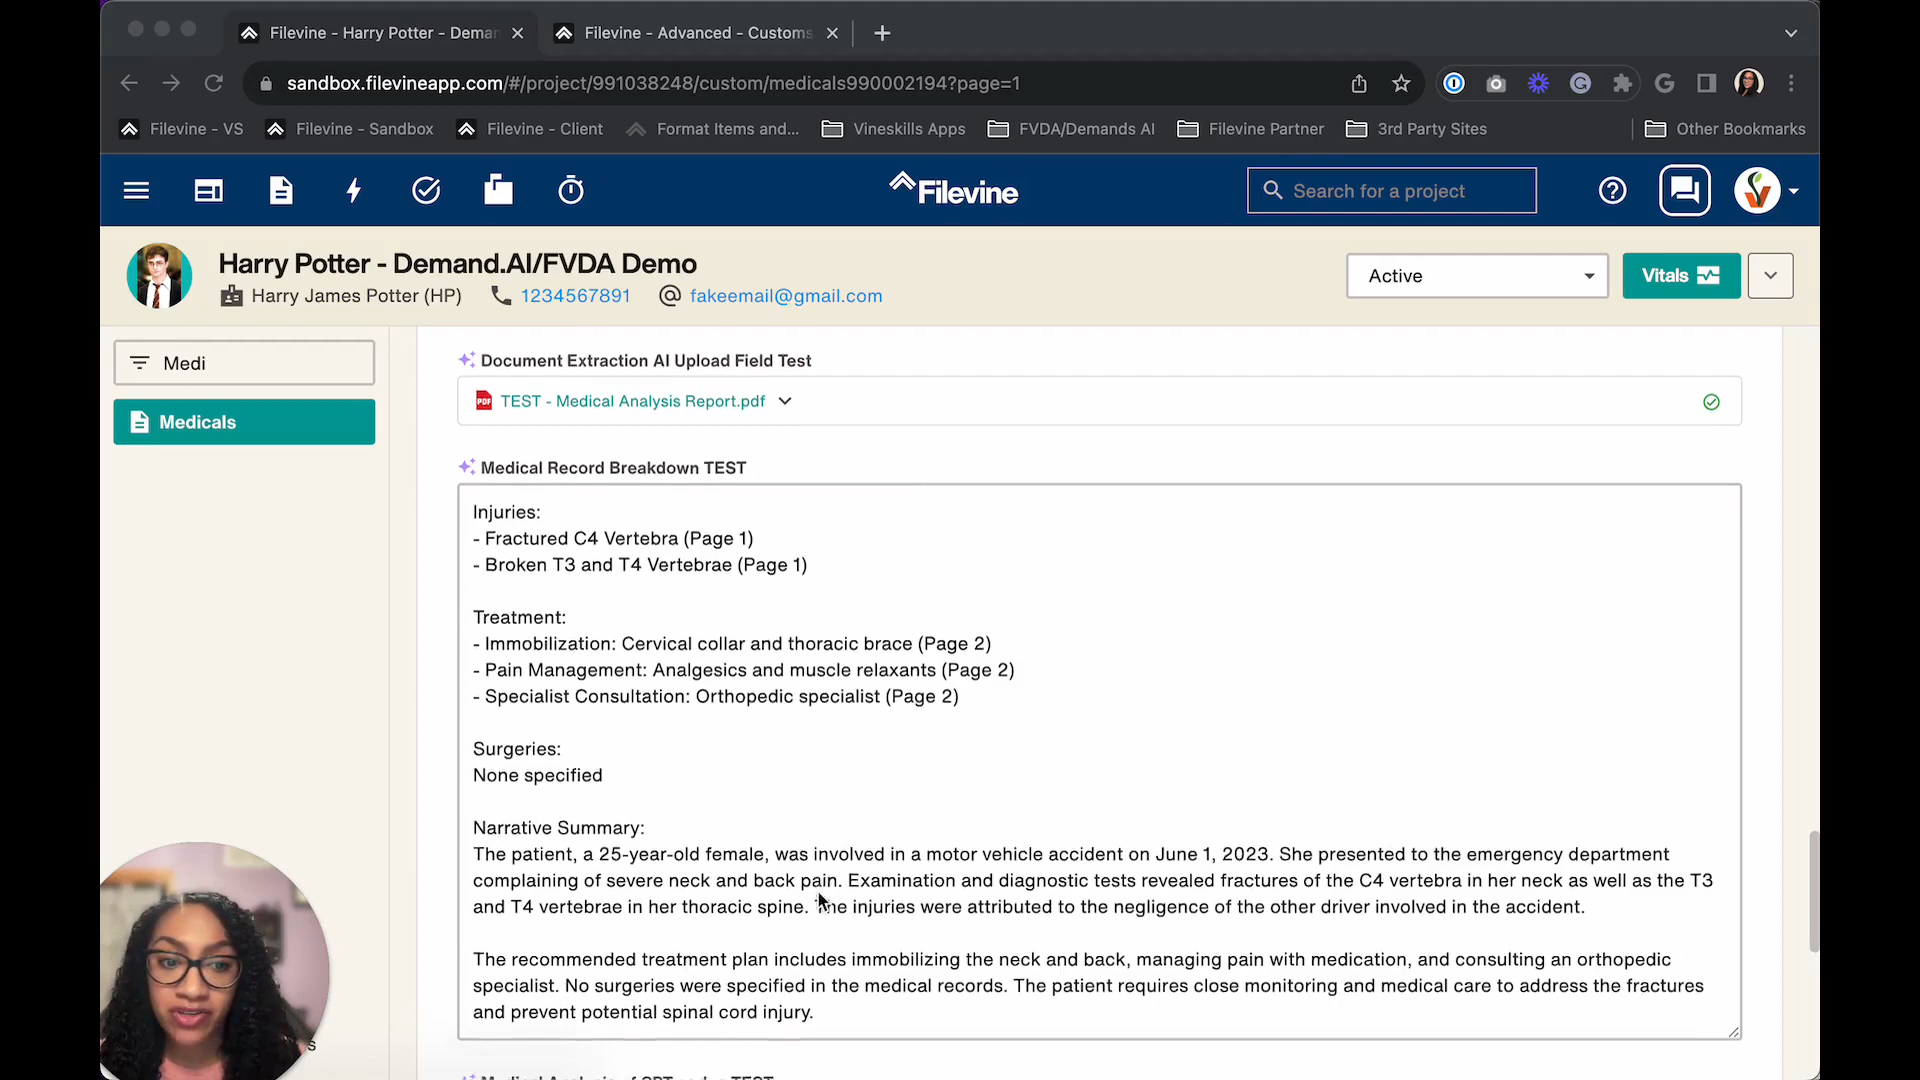 Filevine - Harry Potter - Deman
Filevine - Advanced - Customs
sandbox.filevineapp.com/#/project/991038248/custom/medicals990002194?page=1
Filevine - VS
Filevine - Sandbox
Filevine - Client
Format Items and...
Vineskills Apps
FVDA/Demands AI
Filevine Partner
3rd Party Sites
Other Bookmarks
Filevine
Search for a project
Harry Potter - Demand.AI/FVDA Demo
Harry James Potter (HP)
1234567891
fakeemail@gmail.com
Active
Vitals
Medi
Medicals
Document Extraction AI Upload Field Test
PDF
TEST - Medical Analysis Report.pdf
Medical Record Breakdown TEST
Injuries:
- Fractured C4 Vertebra (Page 1)
- Broken T3 and T4 Vertebrae (Page 1)
Treatment:
- Immobilization: Cervical collar and thoracic brace (Page 2)
- Pain Management: Analgesics and muscle relaxants (Page 2)
- Specialist Consultation: Orthopedic specialist (Page 2)
Surgeries:
None specified
Narrative Summary:
The patient, a 25-year-old female, was involved in a motor vehicle accident on June 1, 2023. She presented to the emergency department
complaining of severe neck and back pain. Examination and diagnostic tests revealed fractures of the C4 vertebra in her neck as well as the T3
and T4 vertebrae in her thoracic spine. The injuries were attributed to the negligence of the other driver involved in the accident.
The recommended treatment plan includes immobilizing the neck and back, managing pain with medication, and consulting an orthopedic
specialist. No surgeries were specified in the medical records. The patient requires close monitoring and medical care to address the fractures
and prevent potential spinal cord injury.